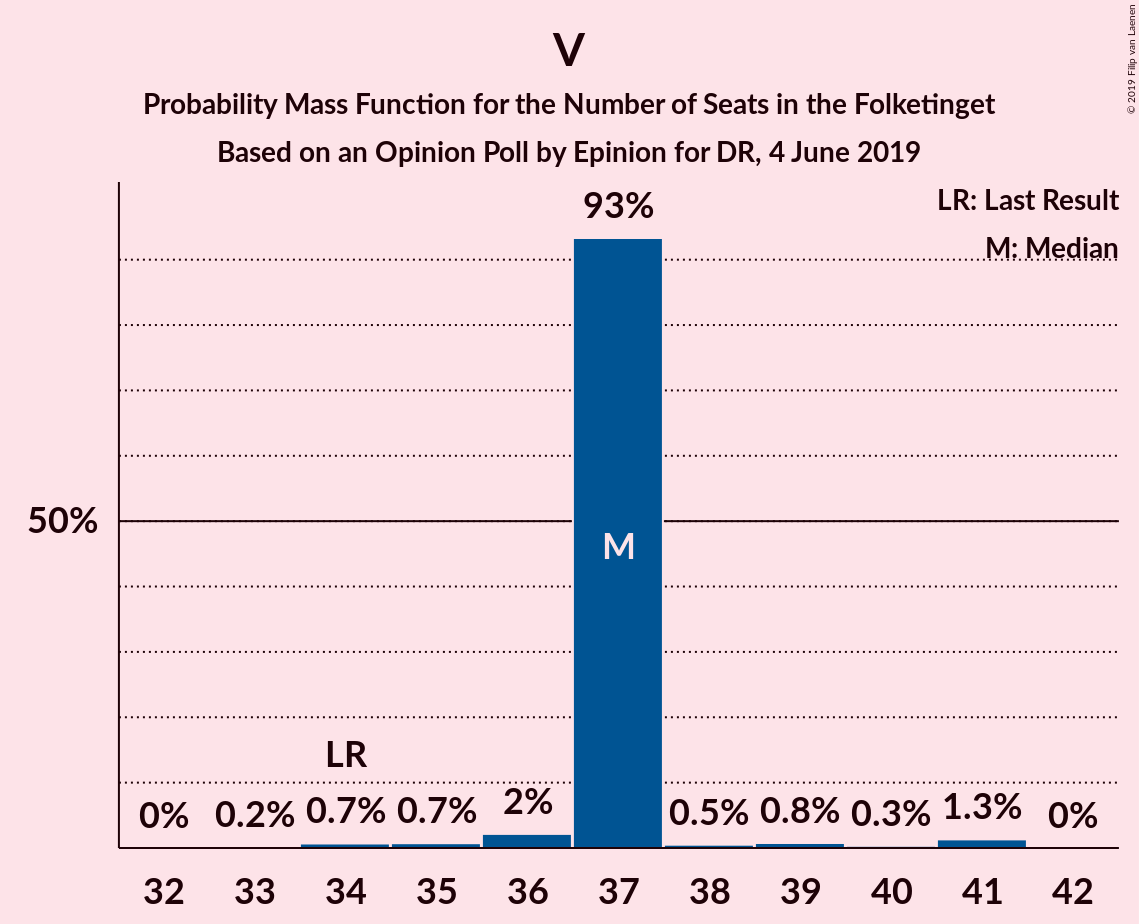 V
Probability Mass Function for the Number of Seats in the Folketinget
Based on an Opinion Poll by Epinion for DR, 4 June 2019
© 2019 Filip van Laenen
LR: Last Result
M: Median
93%
50%
M
LR
0% 0.2% 0.7% 0.7% 2% 0.5% 0.8% 0.3% 1.3% 0%
32 33 34 35 36 37 38 39 40 41 42